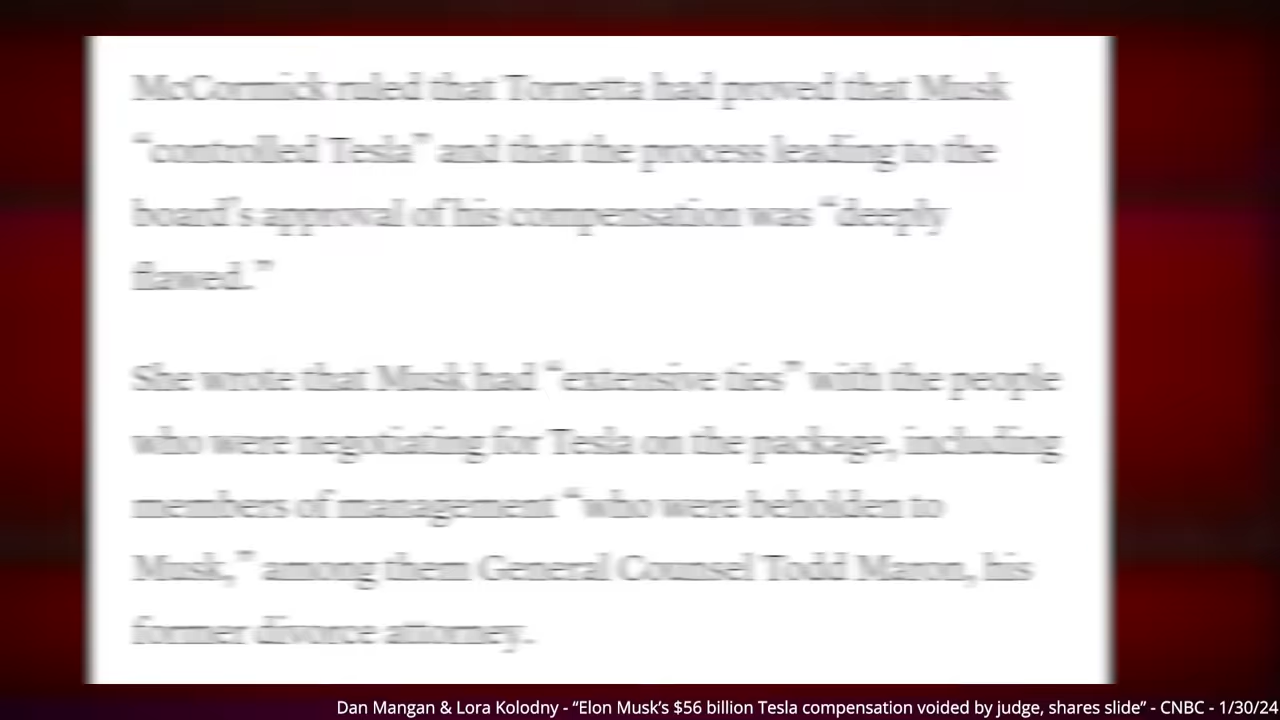 McCormick ruled that Tornetta had proved that Musk
“controlled Tesla” and that the process leading to the
board’s approval of his compensation was “deeply
flawed.”
She wrote that Musk had “extensive ties” with the people
who were negotiating for Tesla on the package, including
members of management “who were beholden to
Musk,” among them General Counsel Todd Maron, his
former divorce attorney.
Dan Mangan & Lora Kolodny - “Elon Musk’s $56 billion Tesla compensation voided by judge, shares slide” - CNBC - 1/30/24